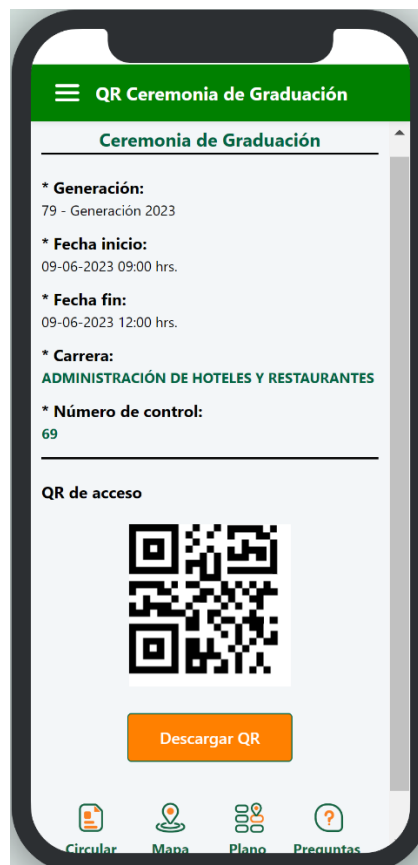 QR Ceremonia de Graduación
Ceremonia de Graduación
* Generación:
79 - Generación 2023
* Fecha inicio:
09-06-2023 09:00 hrs.
* Fecha fin:
09-06-2023 12:00 hrs.
* Carrera:
ADMINISTRACIÓN DE HOTELES Y RESTAURANTES
* Número de control:
69
QR de acceso
Descargar QR
Circular Mapa Plano Preguntas